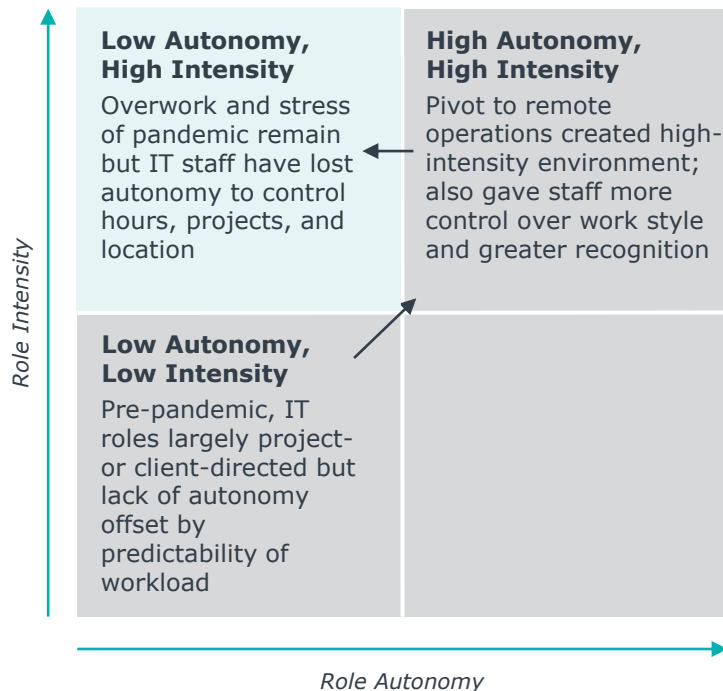 Low Autonomy,
High Intensity
Overwork and stress
of pandemic remain
but IT staff have lost
autonomy to control
hours, projects, and
location
High Autonomy,
High Intensity
Pivot to remote
operations created high-
intensity environment;
also gave staff more
control over work style
and greater recognition
Role Intensity
Low Autonomy,
Low Intensity
Pre-pandemic, IT
roles largely project-
or client-directed but
lack of autonomy
offset by
predictability of
workload
Role Autonomy